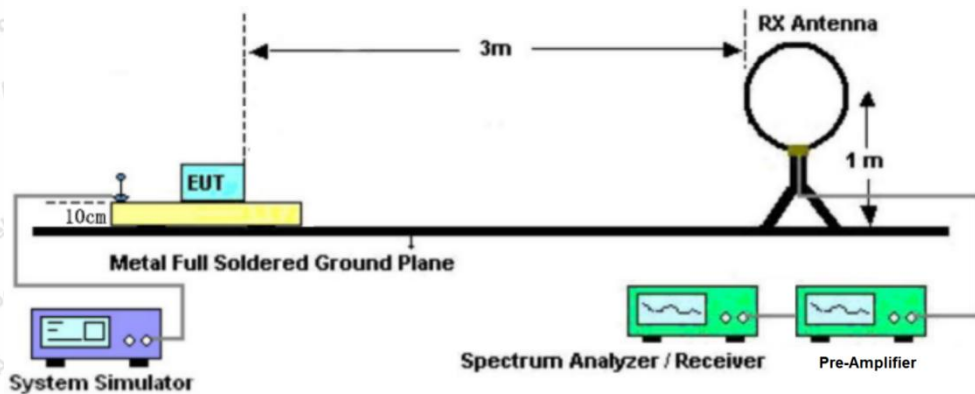 RX Antenna
3m
1 m
EUT
10cm
Metal Full Soldered Ground Plane
Spectrum Analyzer / Receiver
Pre-Amplifier
System Simulator